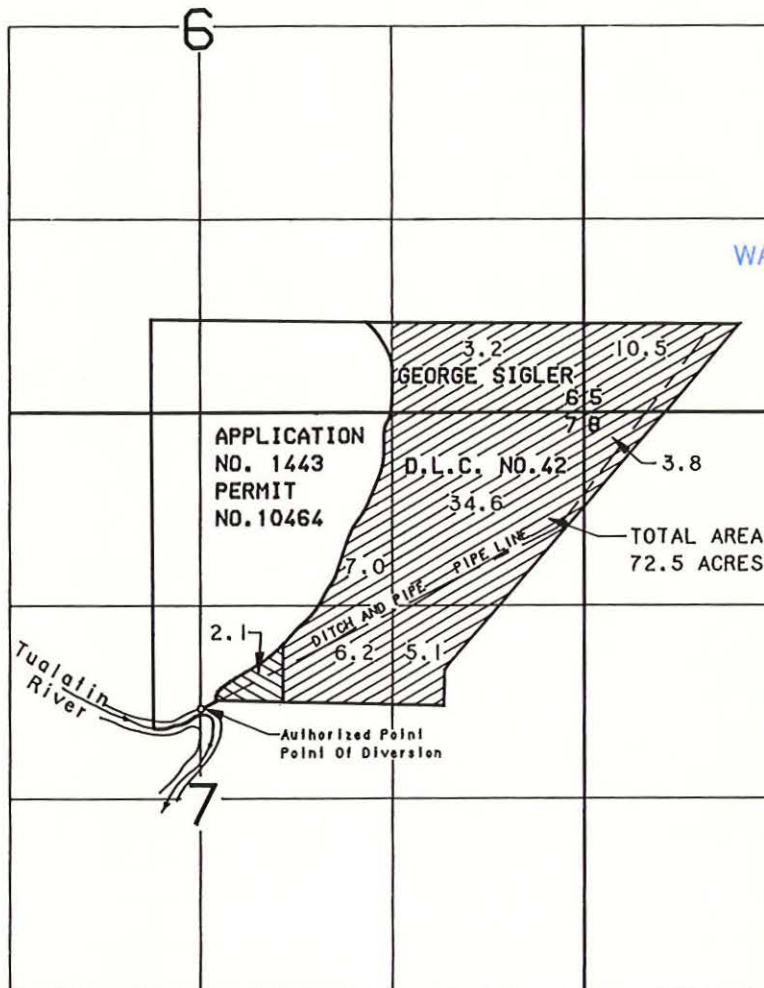 6
WA
3.2
10.5
GEORGE SIGLER
6 5
7 8
APPLICATION
NO. 1443
PERMIT
NO.10464
D.L.C. NO.42
3.8
34.6
TOTAL AREA
72.5 ACRES
7.0
DITCH AND PIPE PIPE LINE
2.1
6.2
5.1
Tualatin
River
Authorized Point
Point Of Diversion
7